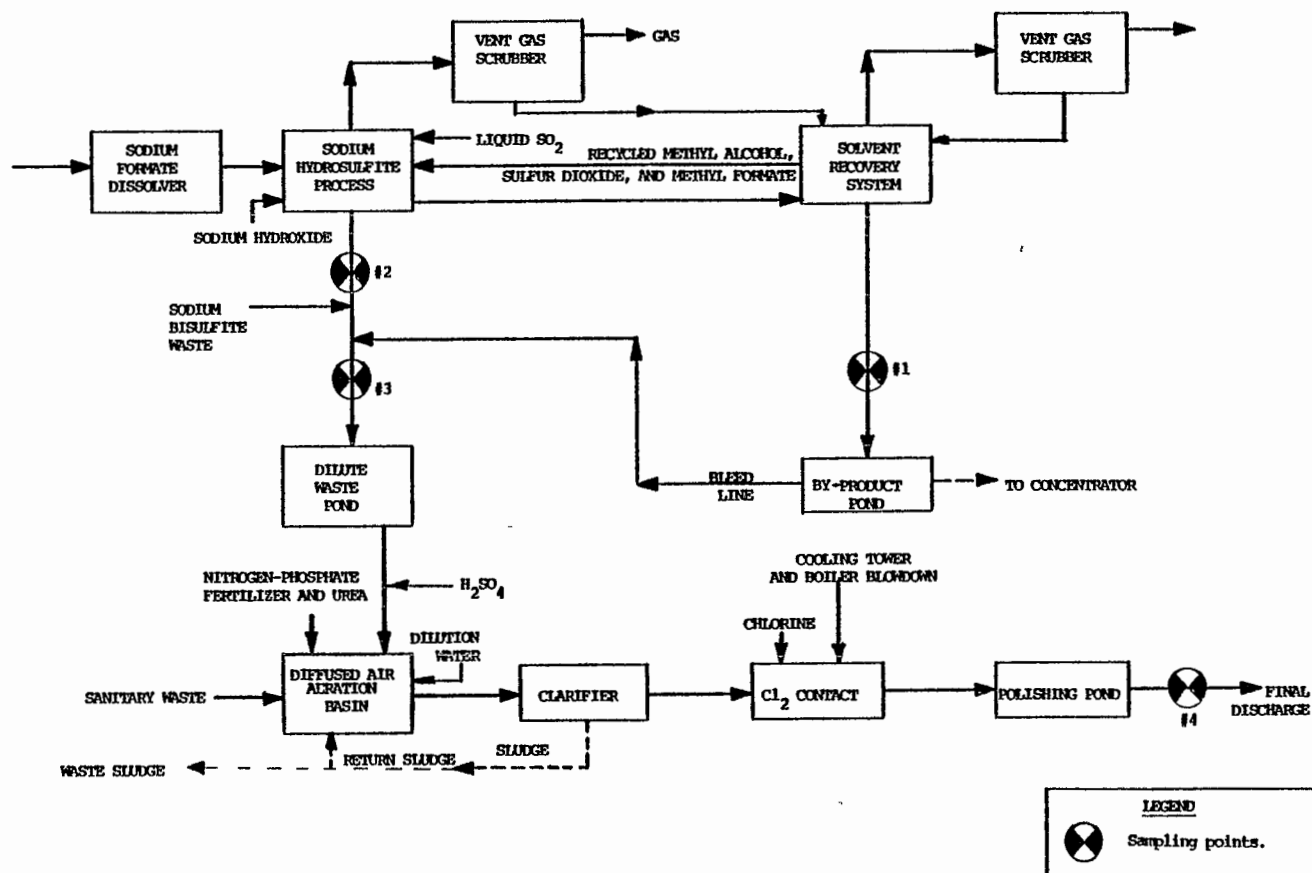 VENT GAS
SCRUBBER
GAS
VENT GAS
SCRUBBER
SODIUM
FORMATE
DISSOLVER
SODIUM
HYDROSULFITE
PROCESS
LIQUID SO2
RECYCLED METHYL ALCOHOL,
SULFUR DIOXIDE, AND METHYL FORMATE
SOLVENT
RECOVERY
SYSTEM
SODIUM HYDROXIDE
#2
SODIUM
BISULFITE
WASTE
#3
#1
DILUTE
WASTE
POND
BLEED
LINE
BY-PRODUCT
POND
TO CONCENTRATOR
NITROGEN-PHOSPHATE
FERTILIZER AND UREA
H2SO4
COOLING TOWER
AND BOILER BLOWDOWN
DILUTION
WATER
CHLORINE
SANITARY WASTE
DIFFUSED AIR
AERATION
BASIN
CLARIFIER
Cl2 CONTACT
POLISHING POND
#4
FINAL
DISCHARGE
WASTE SLUDGE
RETURN SLUDGE
SLUDGE
LEGEND
Sampling points.